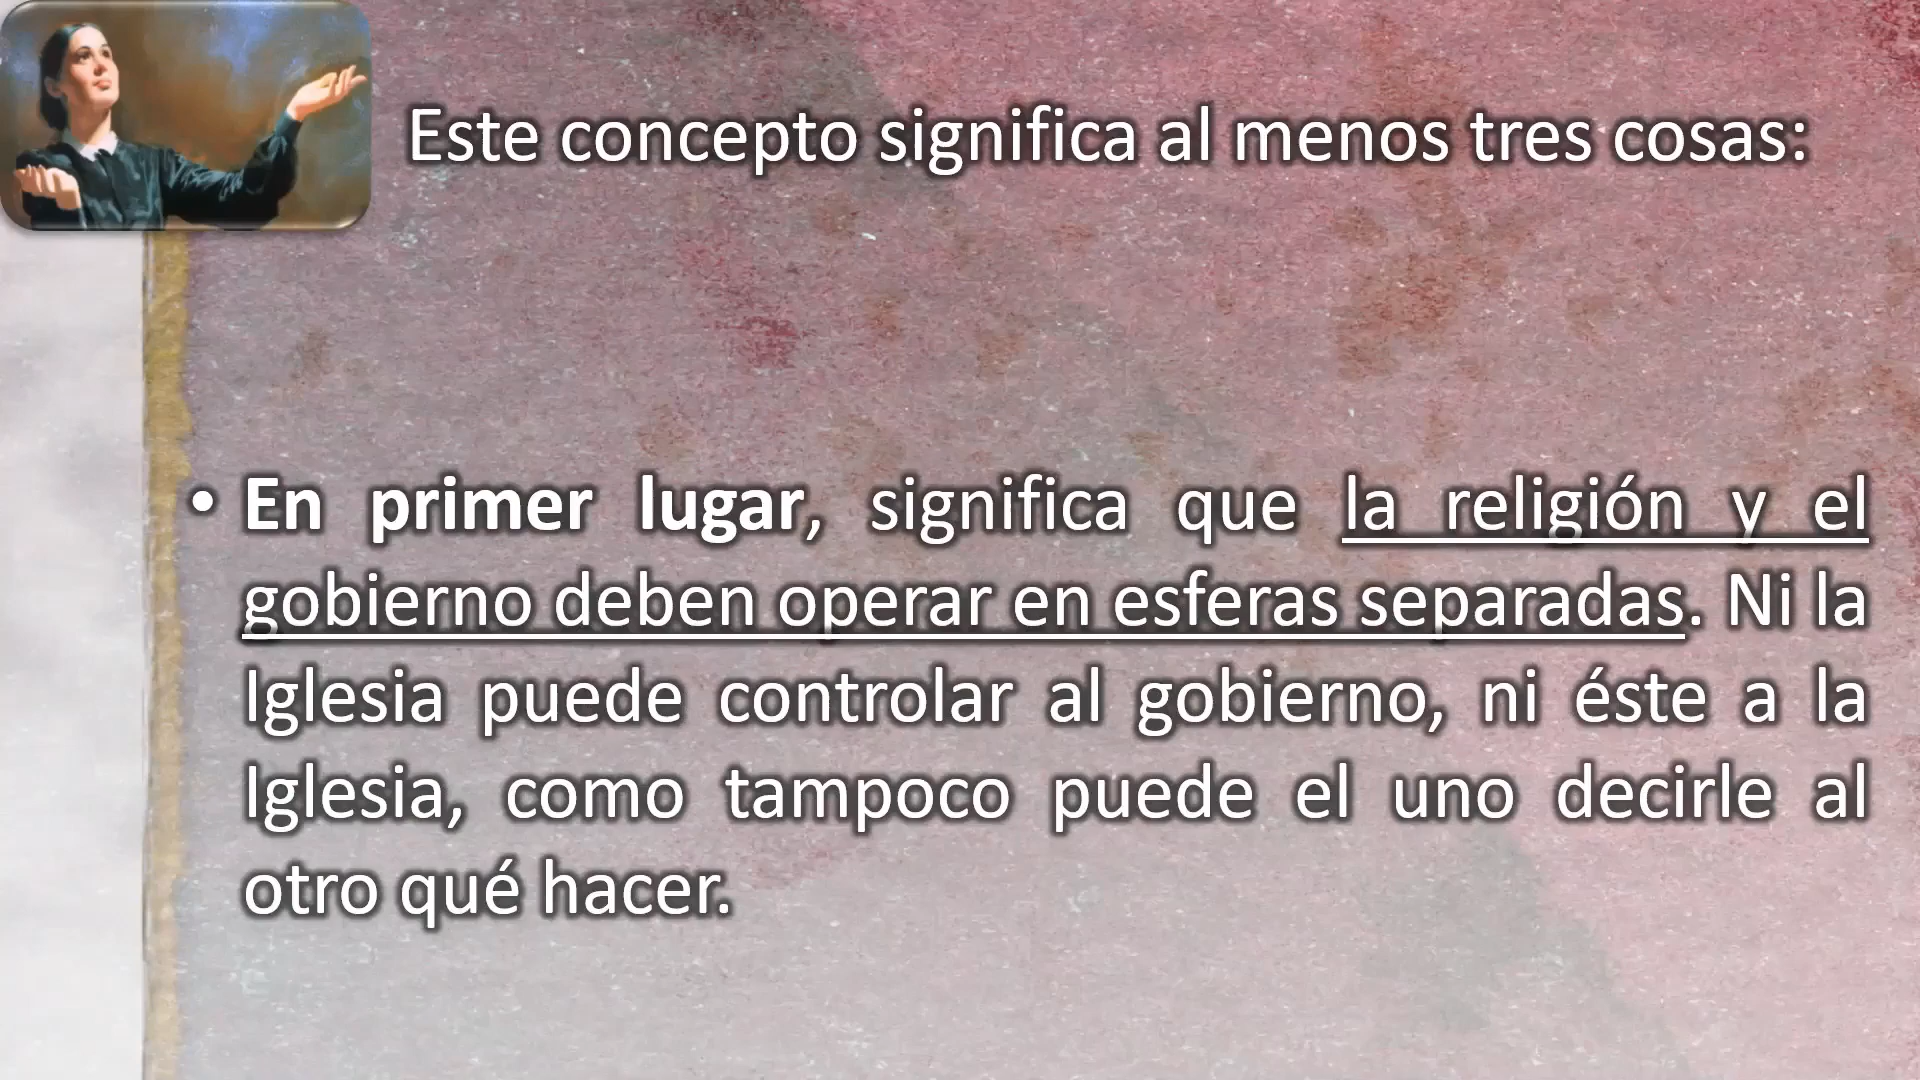 Este concepto significa al menos tres cosas:
• En primer lugar, significa que la religión y el
gobierno deben operar en esferas separadas. Ni la
Iglesia puede controlar al gobierno, ni éste a la
Iglesia, como tampoco puede el uno decirle al
otro qué hacer.